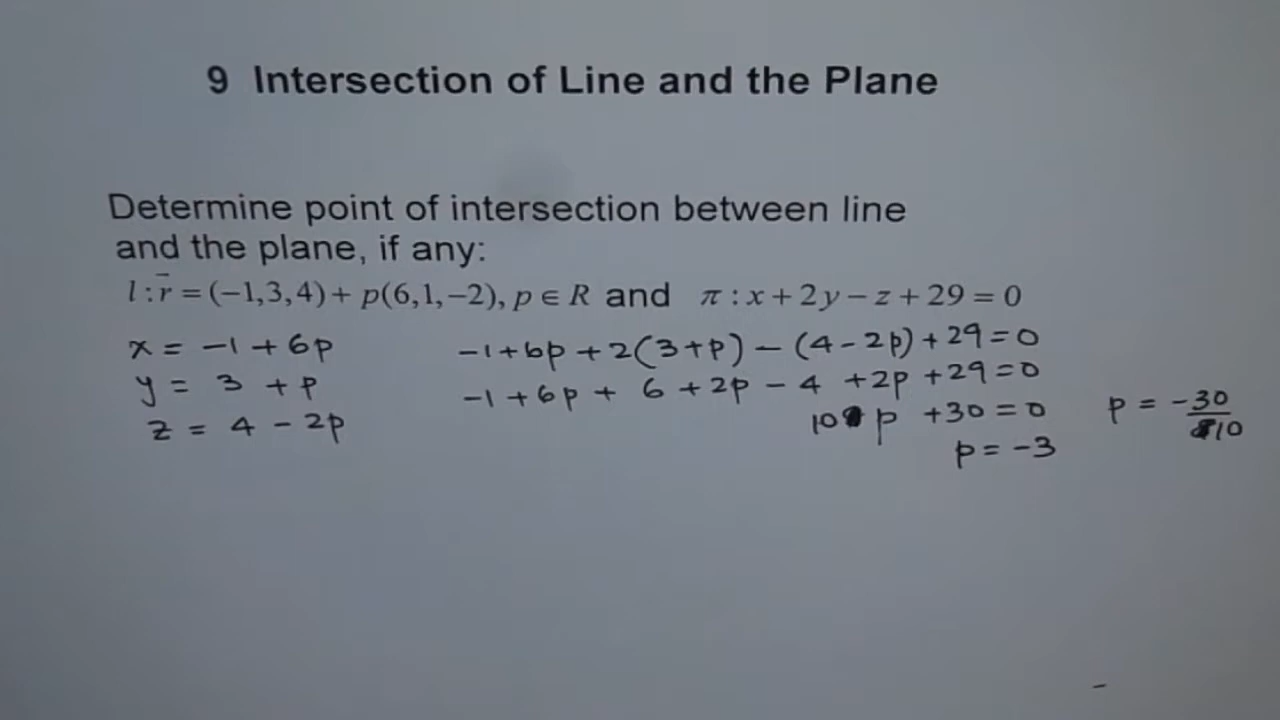 9 Intersection of Line and the Plane
Determine point of intersection between line
and the plane, if any:
l : r̄ = (−1,3,4) + p(6,1,−2), p ∈ R and π : x + 2y − z + 29 = 0
x = −1 + 6p
y = 3 + p
z = 4 − 2p
−1 + 6p + 2(3+p) − (4 − 2p) + 29 = 0
−1 + 6p + 6 + 2p − 4 + 2p + 29 = 0
10 p + 30 = 0
p = −3
p = −30/10